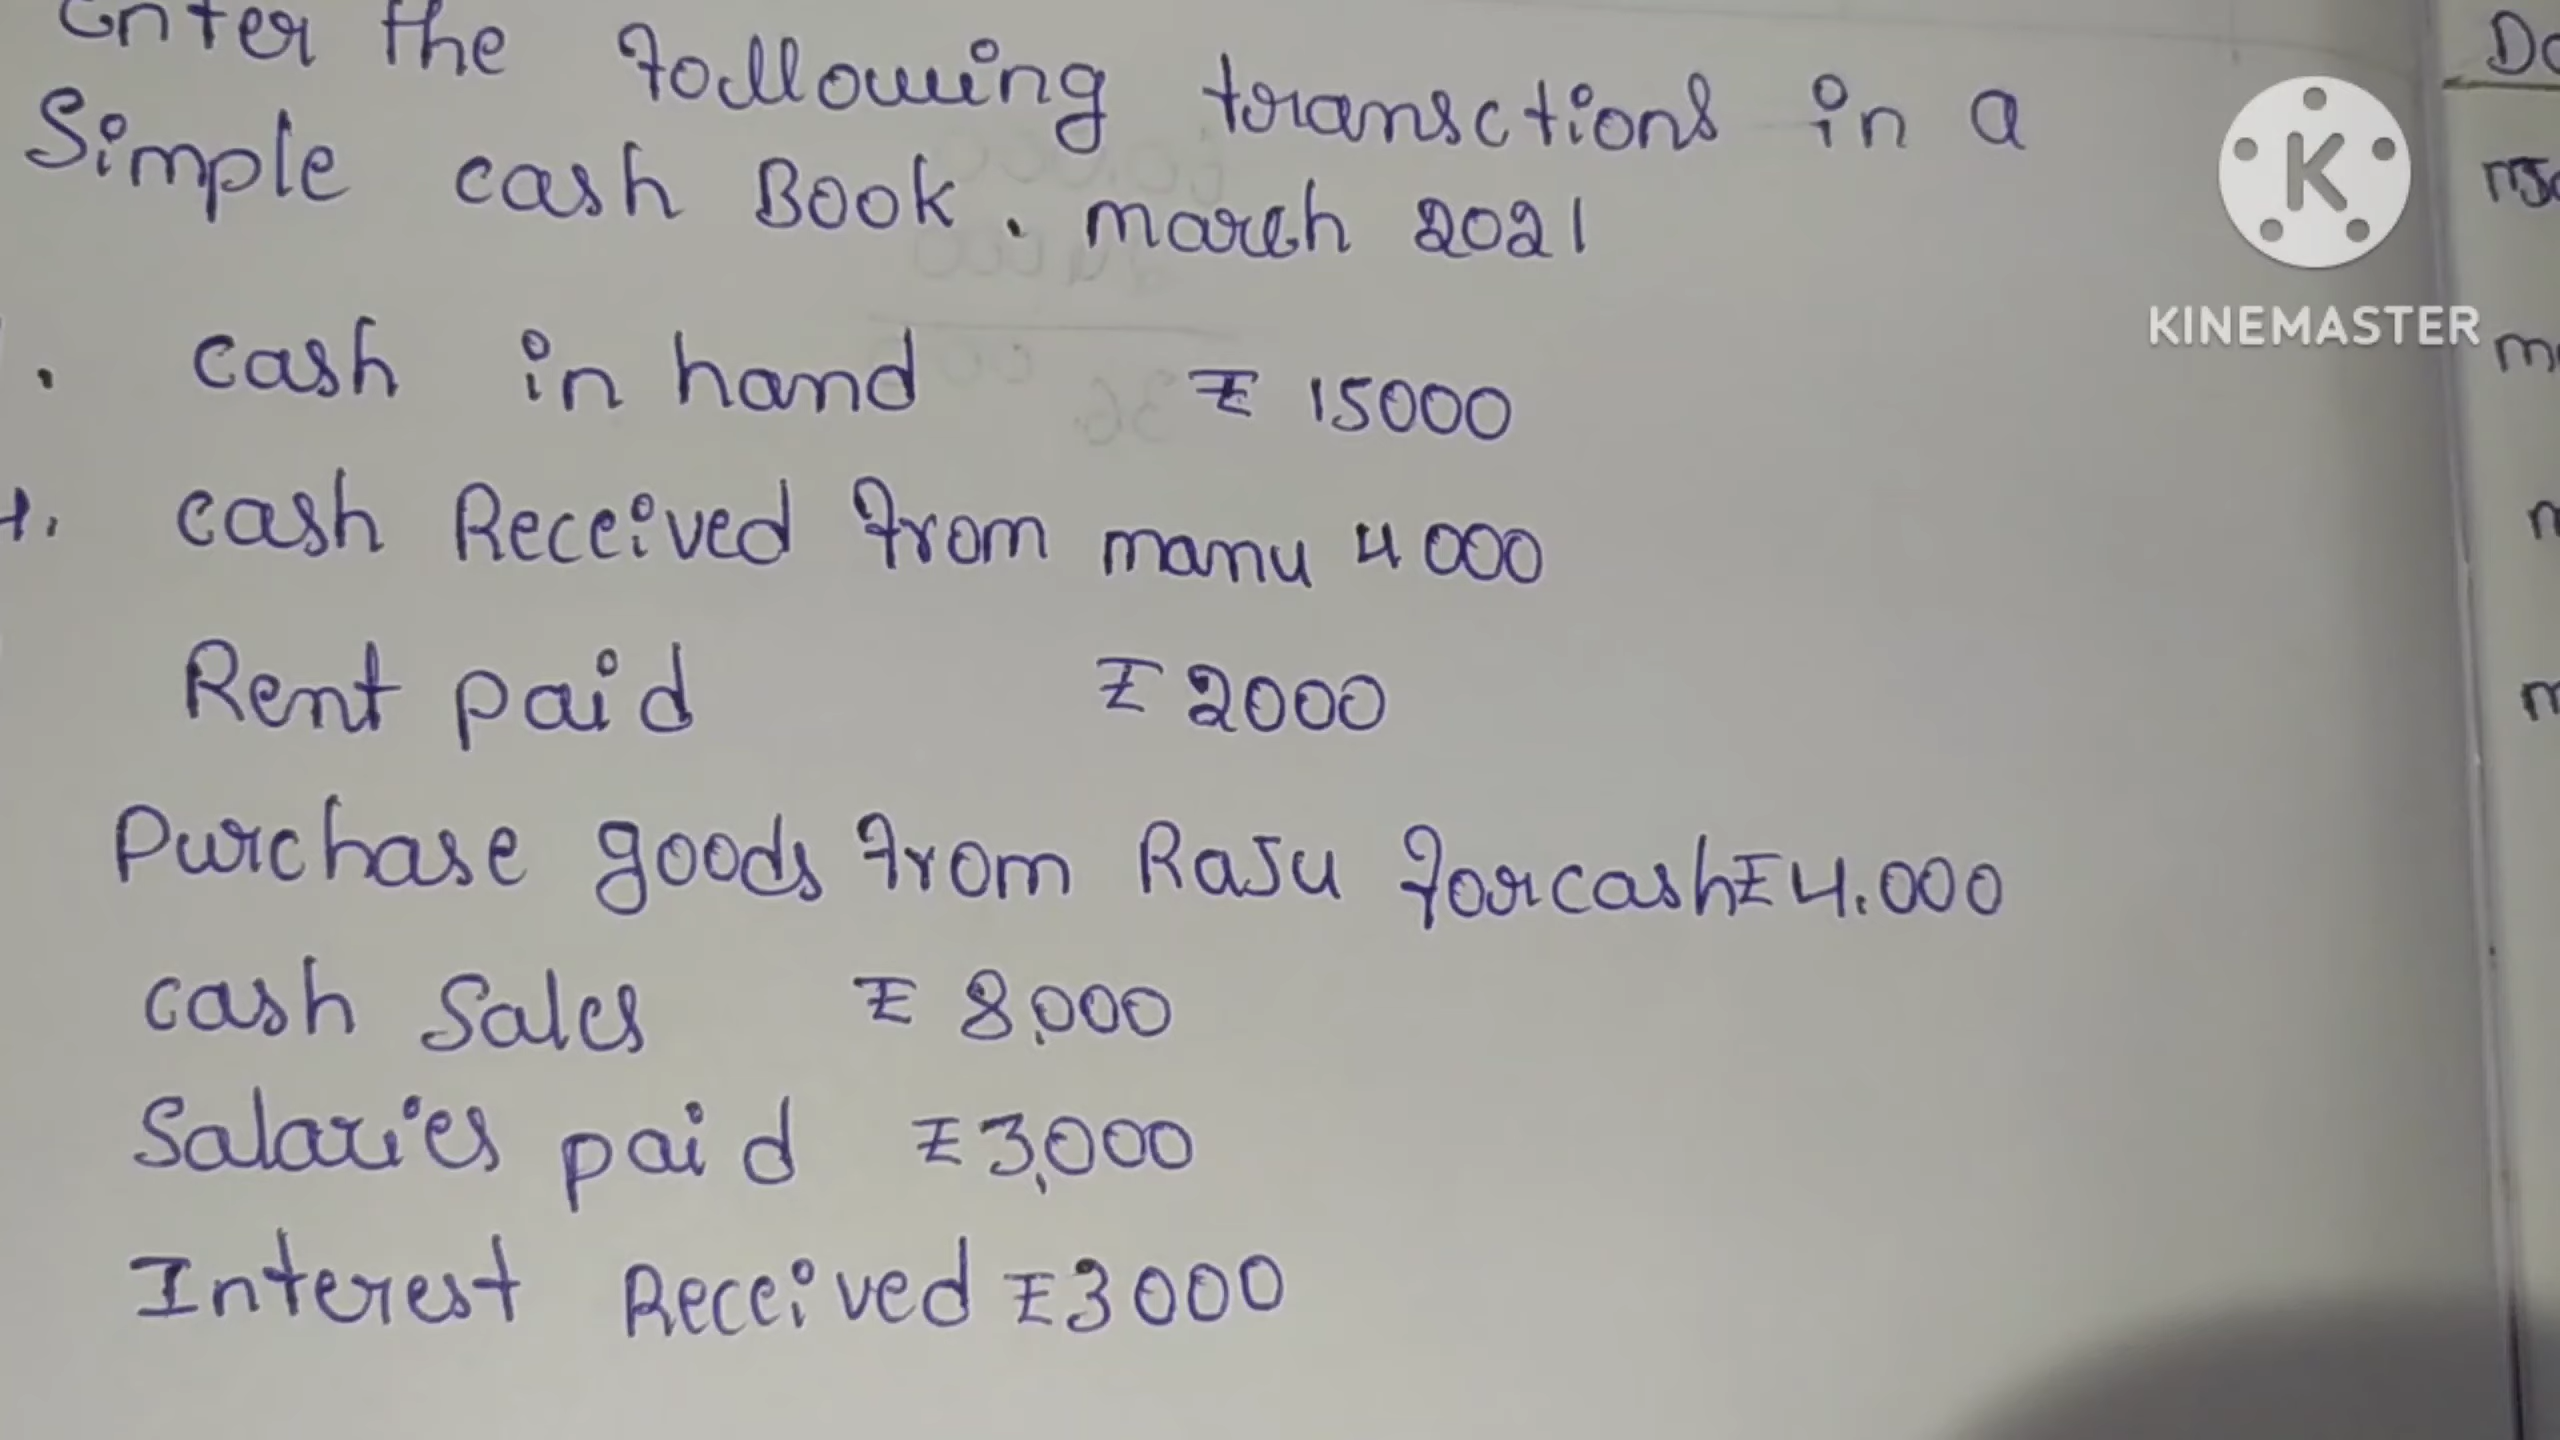 Enter the following transctions in a
Simple cash Book. march 2021
. cash in hand ₹ 15000
4. cash Received from manu 4000
Rent paid ₹ 2000
Purchase goods from Raju for cash ₹ 4.000
cash Sales ₹ 8,000
Salaries paid ₹ 3,000
Interest Received ₹ 3000
K
KINEMASTER